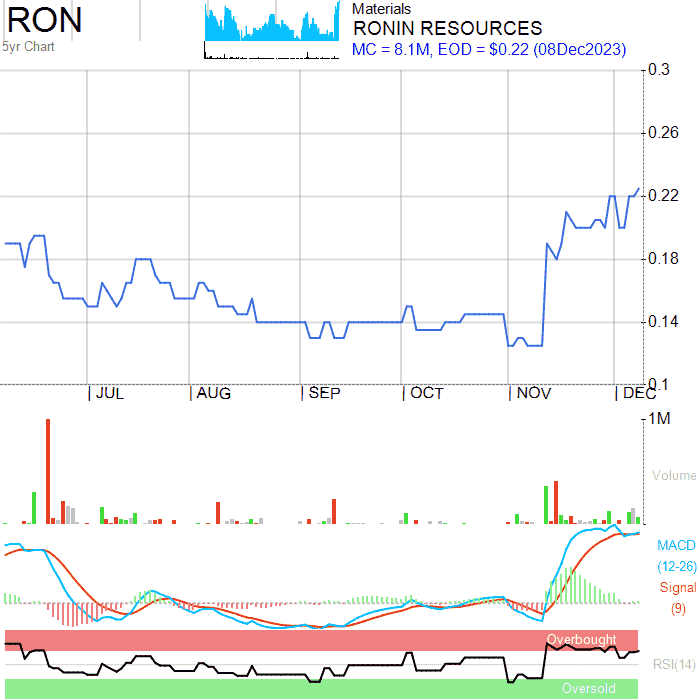 RON
5yr Chart
Materials
RONIN RESOURCES
MC = 8.1M, EOD = $0.22 (08Dec2023)
0.3
0.26
0.22
0.18
0.14
0.1
JUL AUG SEP OCT NOV DEC
1M
Volume
MACD
(12-26)
Signal
(9)
Overbought
RSI(14)
Oversold